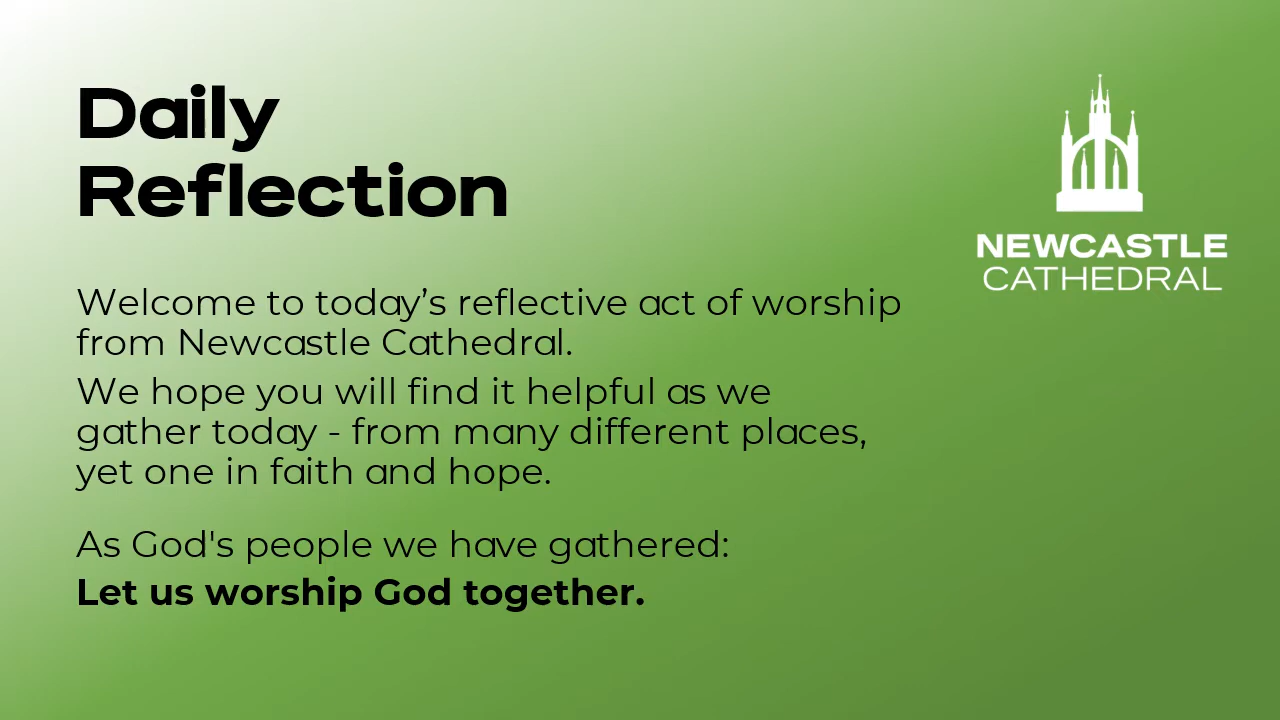 Daily
Reflection
NEWCASTLE
CATHEDRAL
Welcome to today’s reflective act of worship
from Newcastle Cathedral.
We hope you will find it helpful as we
gather today - from many different places,
yet one in faith and hope.
As God's people we have gathered:
Let us worship God together.